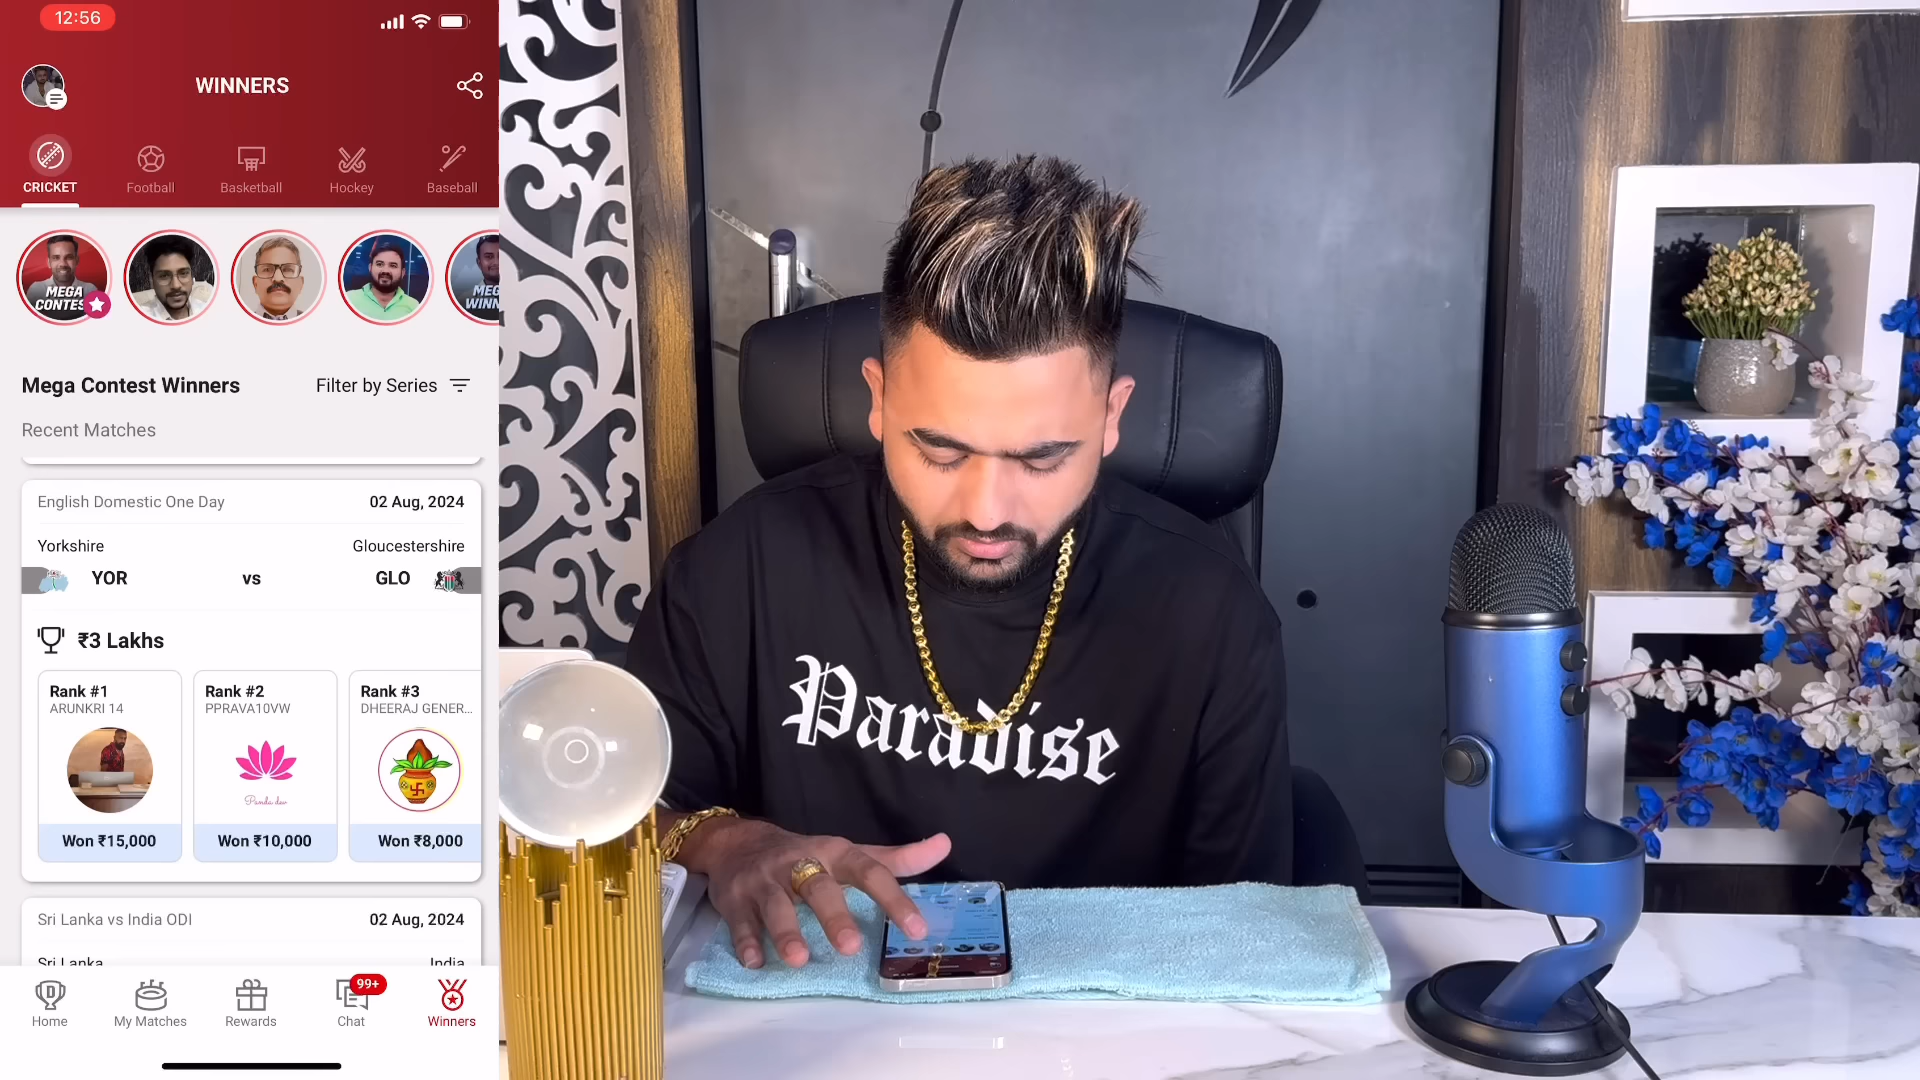 12:56
WINNERS
CRICKET
Football
Basketball
Hockey
Baseball
MEGA
CONTES
MEG
WINN
Mega Contest Winners
Filter by Series
Recent Matches
English Domestic One Day
02 Aug, 2024
Yorkshire
Gloucestershire
YOR
vs
GLO
₹3 Lakhs
Rank #1
ARUNKRI 14
Rank #2
PPRAVA10VW
Rank #3
DHEERAJ GENER...
Panda dev
Won ₹15,000
Won ₹10,000
Won ₹8,000
Sri Lanka vs India ODI
02 Aug, 2024
Sri Lanka
India
D
99+
Home
My Matches
Rewards
Chat
Winners
Paradise